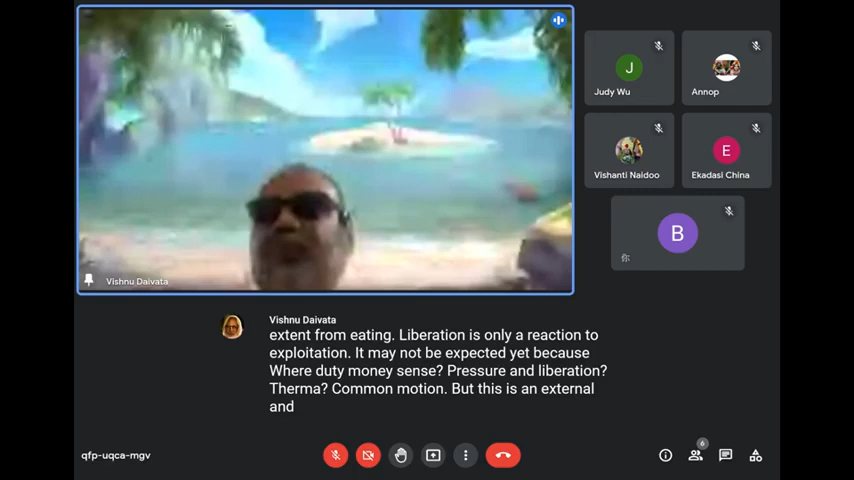 Vishnu Daivata
J
Judy Wu
Annop
Vishanti Naidoo
E
Ekadasi China
B
你
Vishnu Daivata
extent from eating. Liberation is only a reaction to
exploitation. It may not be expected yet because
Where duty money sense? Pressure and liberation?
Therma? Common motion. But this is an external
and
qfp-uqca-mgv
6